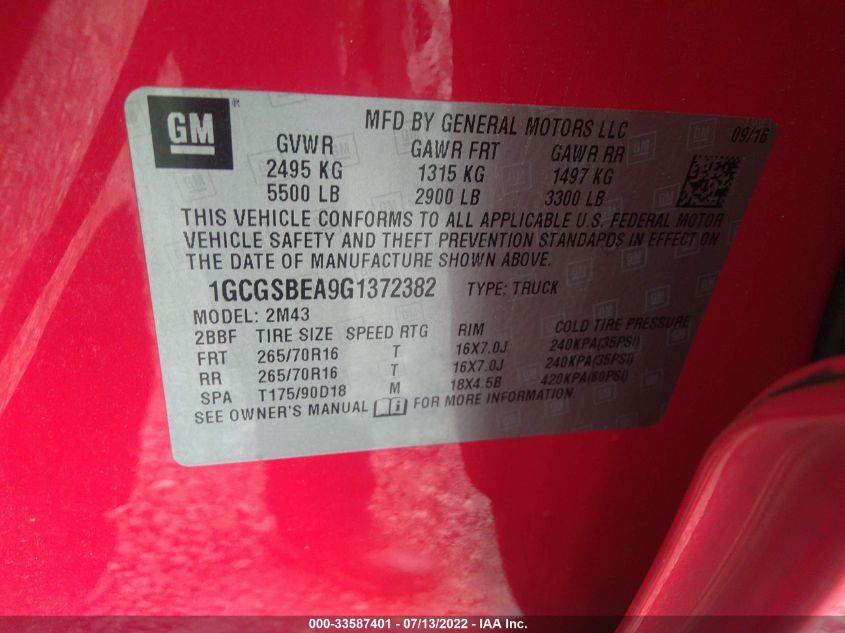 GM
MFD BY GENERAL MOTORS LLC
09/16
GVWR GAWR FRT GAWR RR
2495 KG 1315 KG 1497 KG
5500 LB 2900 LB 3300 LB
THIS VEHICLE CONFORMS TO ALL APPLICABLE U.S. FEDERAL MOTOR
VEHICLE SAFETY AND THEFT PREVENTION STANDARDS IN EFFECT ON
THE DATE OF MANUFACTURE SHOWN ABOVE.
1GCGSBEA9G1372382 TYPE: TRUCK
MODEL: 2M43
2BBF TIRE SIZE SPEED RTG RIM COLD TIRE PRESSURE
FRT 265/70R16 T 16X7.0J 240KPA(35PSI)
RR 265/70R16 T 16X7.0J 240KPA(35PSI)
SPA T175/90D18 M 18X4.5B 420KPA(60PSI)
SEE OWNER'S MANUAL FOR MORE INFORMATION.
000-33587401 - 07/13/2022 - IAA Inc.